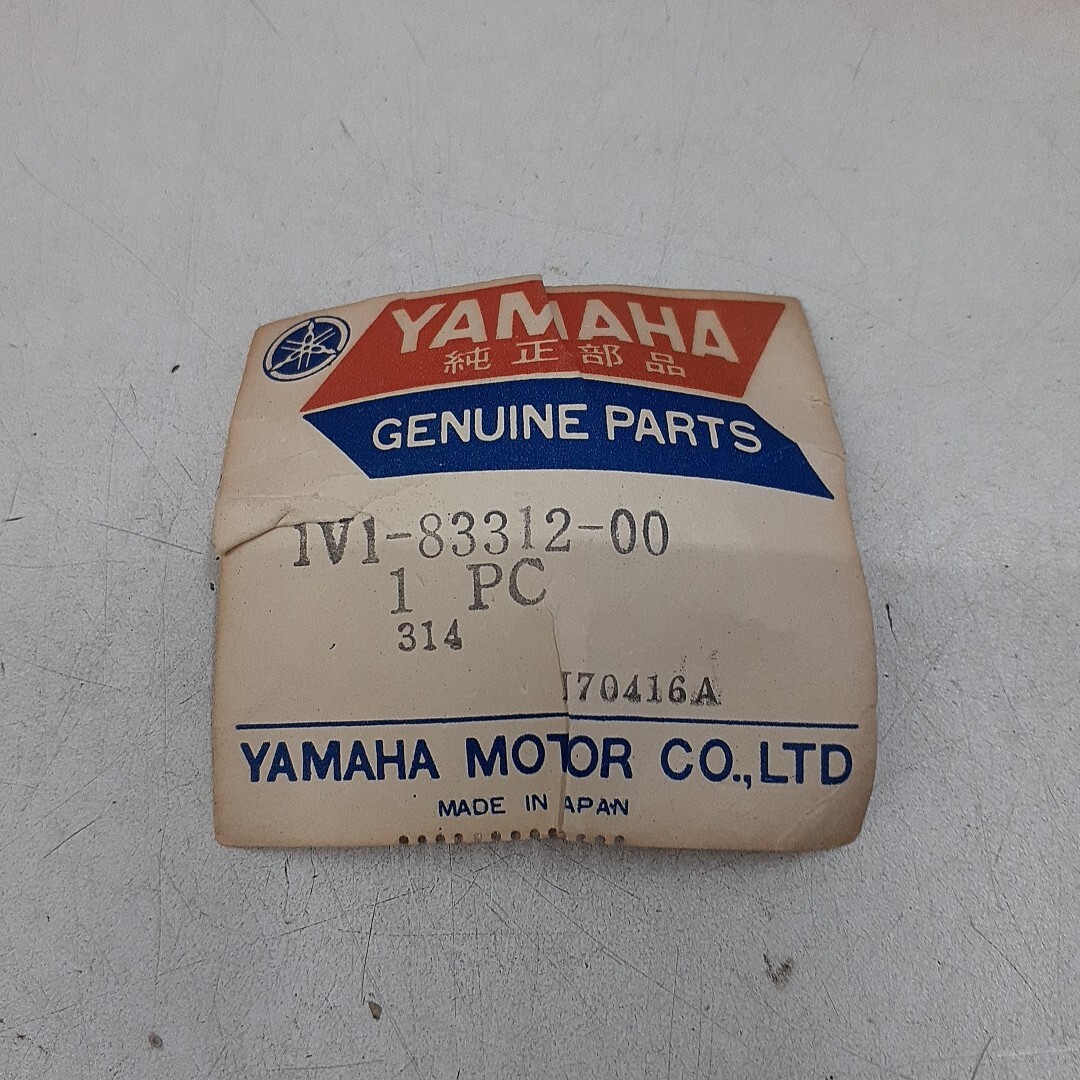 YAMAHA
純正部品
GENUINE PARTS
1V1-83312-00
1 PC
314
70416A
YAMAHA MOTOR CO., LTD
MADE IN APAN